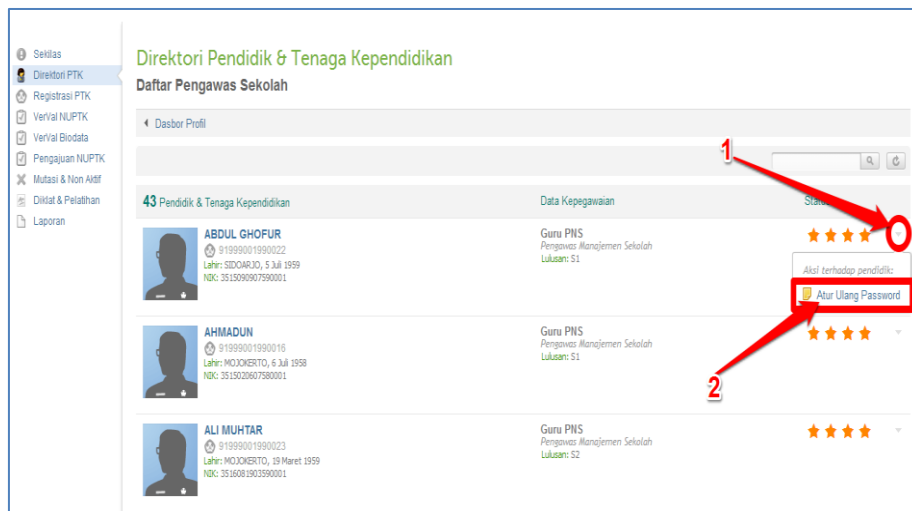 Sekilas
Direktori PTK
Registrasi PTK
VerVal NUPTK
VerVal Biodata
Pengajuan NUPTK
Mutasi & Non Aktif
Diklat & Pelatihan
Laporan
Direktori Pendidik & Tenaga Kependidikan
Daftar Pengawas Sekolah
Dasbor Profil
1
43 Pendidik & Tenaga Kependidikan
Data Kepegawaian
ABDUL GHOFUR
91999001990022
Lahir: SIDOARJO, 5 Juli 1959
NIK: 3515090907590001
Guru PNS
Pengawas Manajemen Sekolah
Lulusan: S1
Aksi terhadap pendidik:
Atur Ulang Password
2
AHMADUN
91999001990016
Lahir: MOJOKERTO, 6 Juli 1958
NIK: 3515020607580001
Guru PNS
Pengawas Manajemen Sekolah
Lulusan: S1
ALI MUHTAR
91999001990023
Lahir: MOJOKERTO, 19 Maret 1959
NIK: 3516081903590001
Guru PNS
Pengawas Manajemen Sekolah
Lulusan: S2